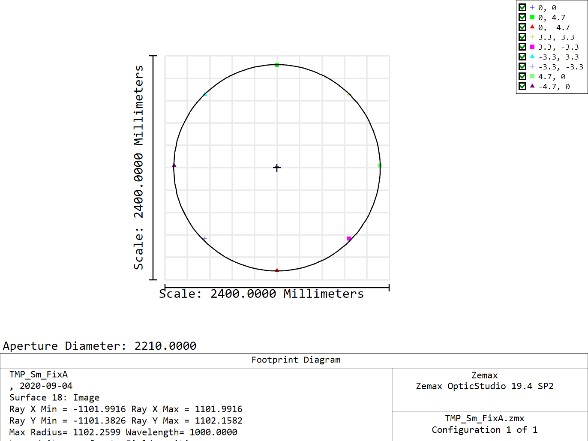 0, 0
0, 4.7
0, -4.7
3.3, 3.3
3.3, -3.3
-3.3, 3.3
-3.3, -3.3
4.7, 0
-4.7, 0
Scale: 2400.0000 Millimeters
Scale: 2400.0000 Millimeters
Aperture Diameter: 2210.0000
Footprint Diagram
TMP_Sm_FixA
, 2020-09-04
Surface 18: Image
Ray X Min = -1101.9916 Ray X Max = 1101.9916
Ray Y Min = -1101.3826 Ray Y Max = 1102.1582
Max Radius= 1102.2599 Wavelength= 1000.0000
Zemax
Zemax OpticStudio 19.4 SP2
TMP_Sm_FixA.zmx
Configuration 1 of 1